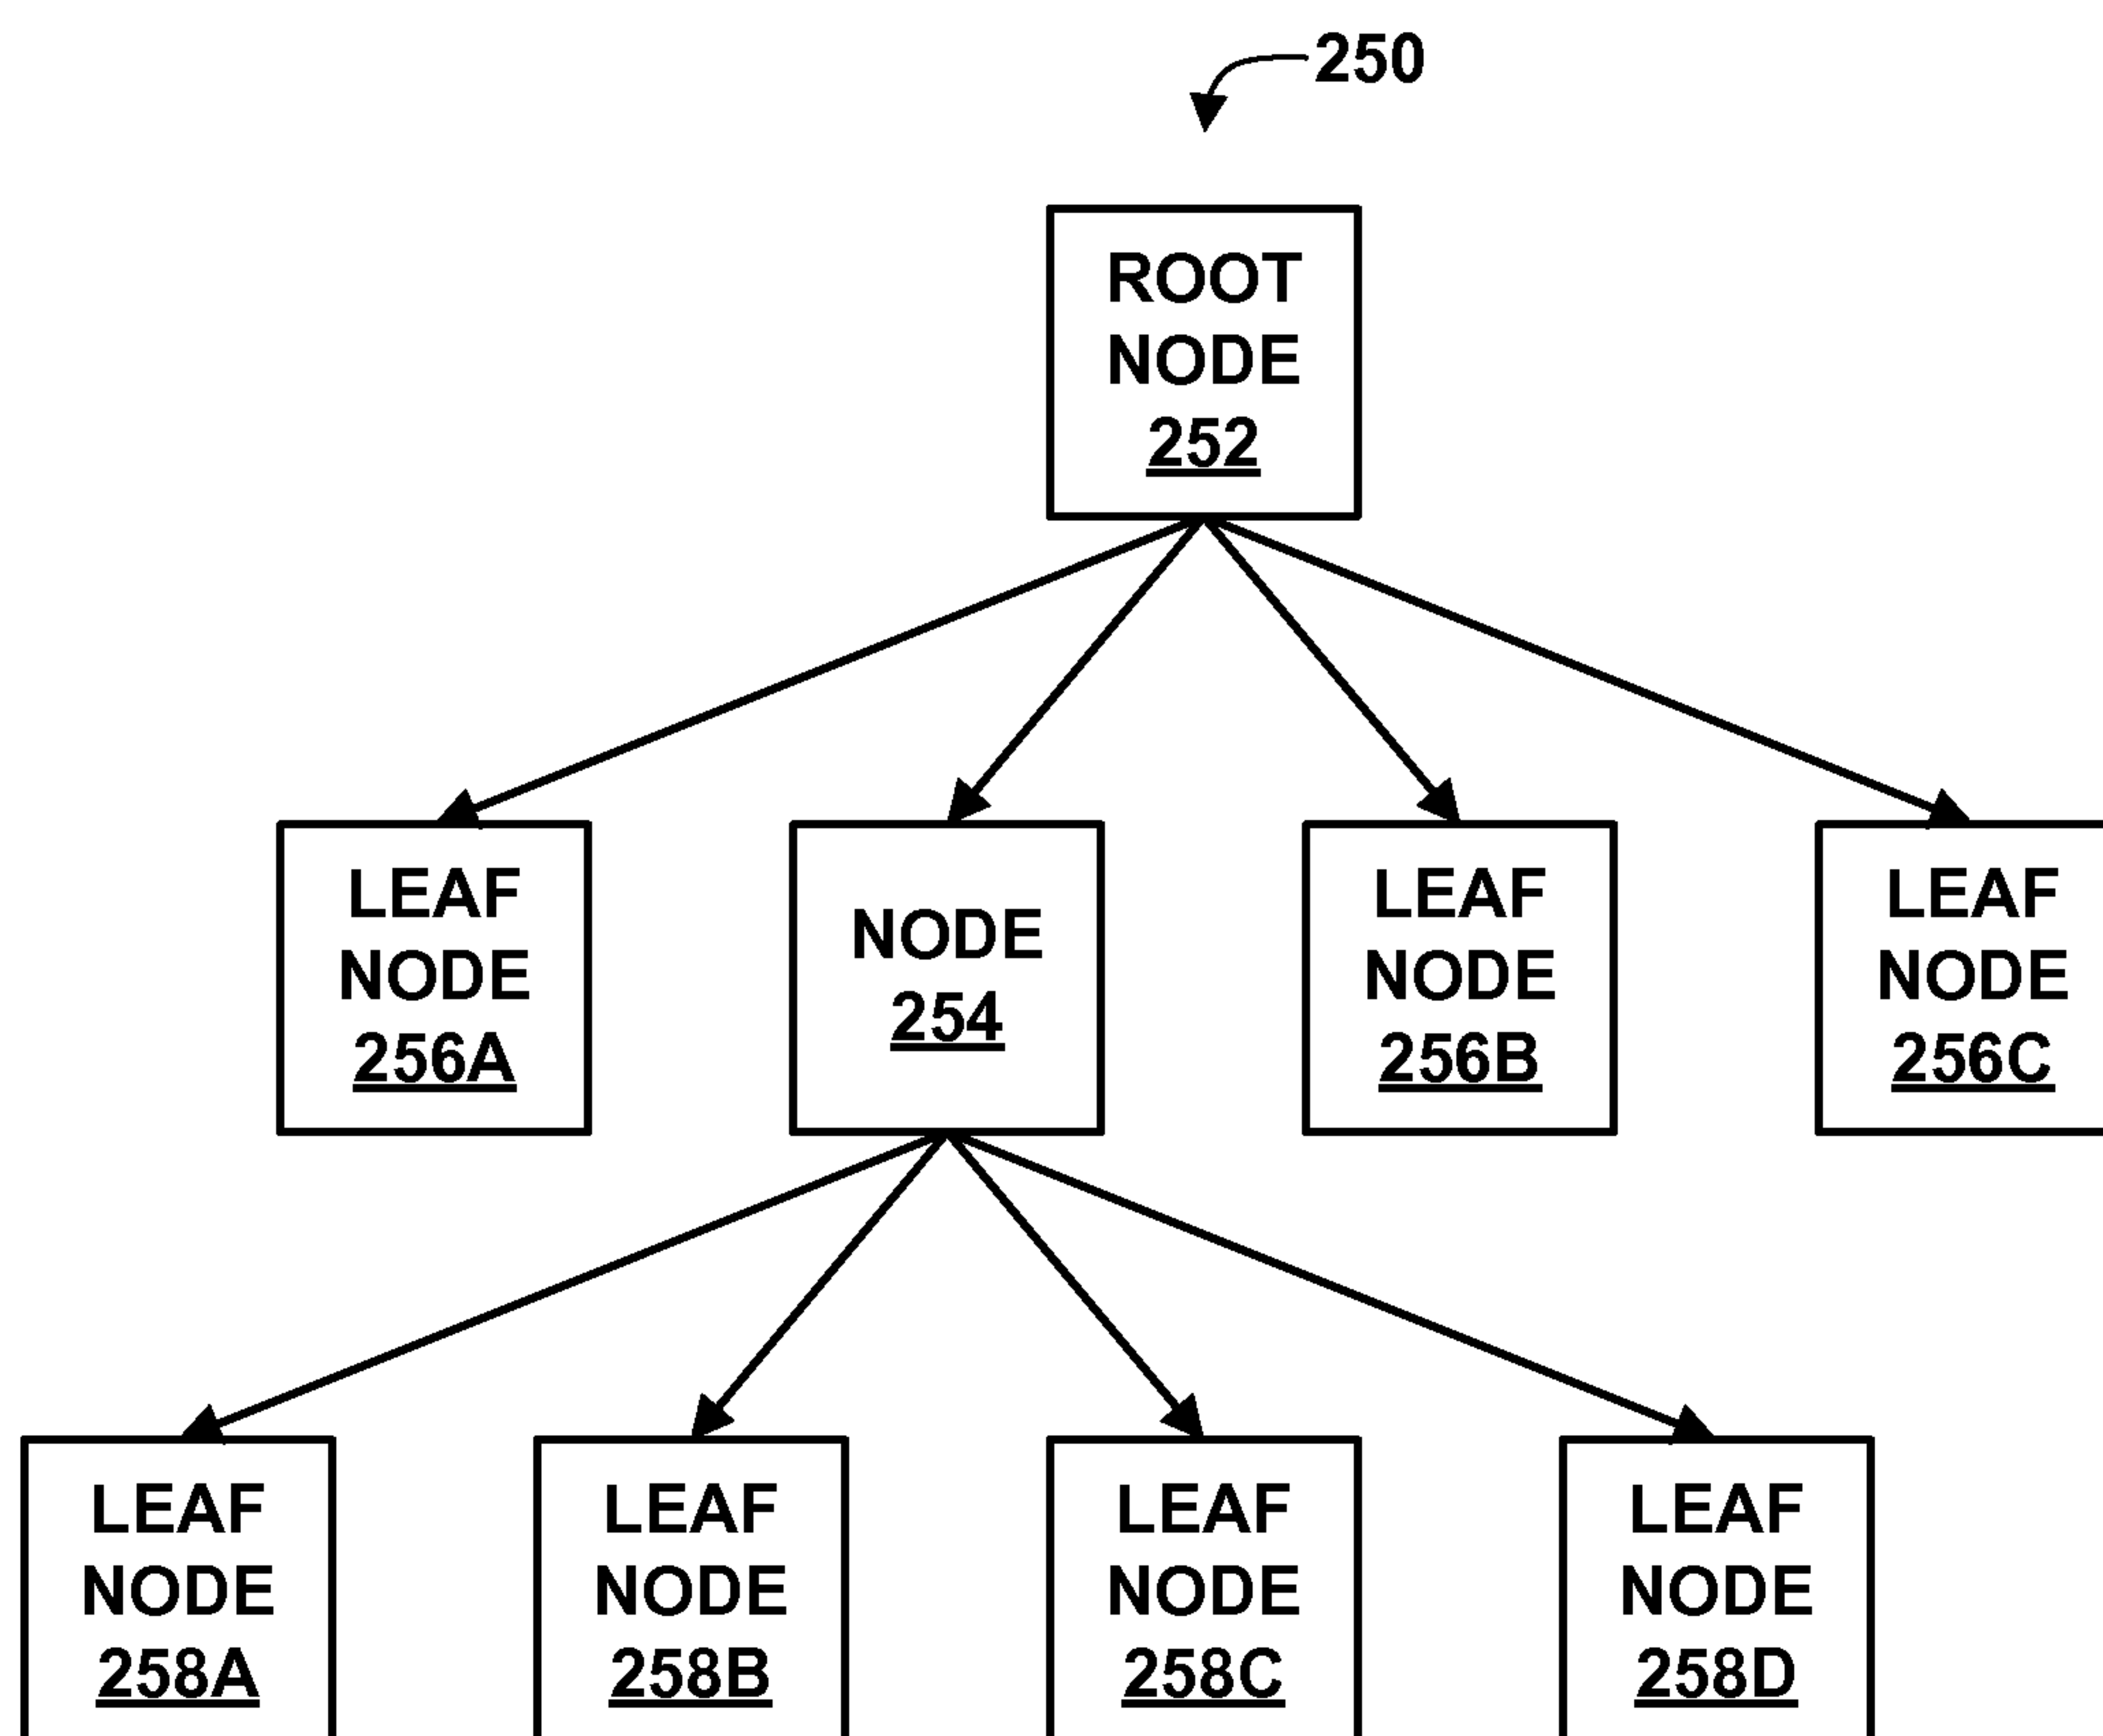 250
ROOT
NODE
252
LEAF
NODE
256A
NODE
254
LEAF
NODE
256B
LEAF
NODE
256C
LEAF
NODE
258A
LEAF
NODE
258B
LEAF
NODE
258C
LEAF
NODE
258D